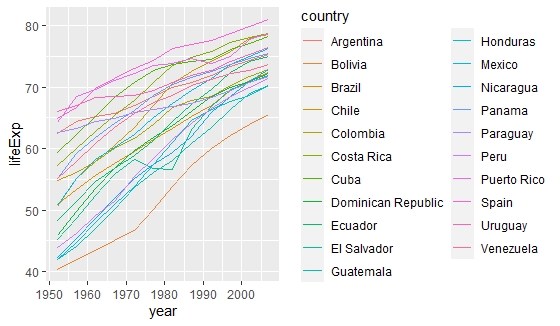 country
80
70
60
50
40
lifeExp
1950 1960 1970 1980 1990 2000
year
Argentina
Bolivia
Brazil
Chile
Colombia
Costa Rica
Cuba
Dominican Republic
Ecuador
El Salvador
Guatemala
Honduras
Mexico
Nicaragua
Panama
Paraguay
Peru
Puerto Rico
Spain
Uruguay
Venezuela